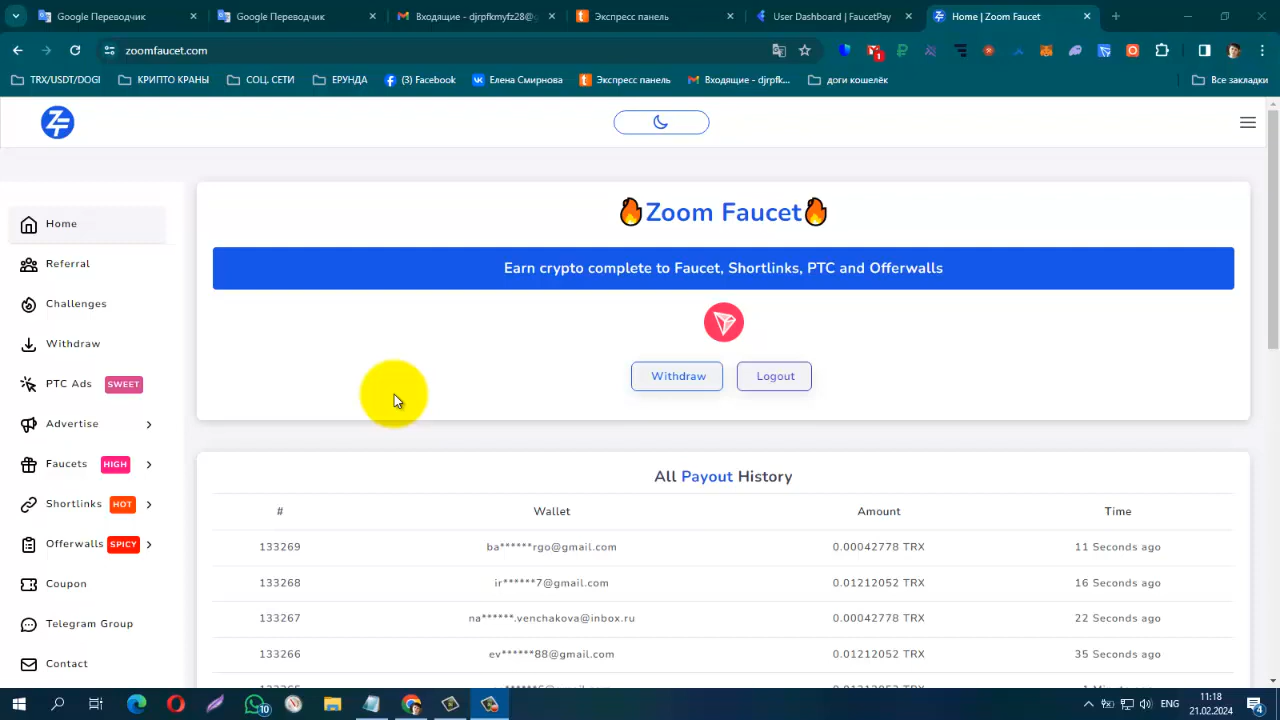 Google Переводчик
Google Переводчик
Входящие - djrpfkmyfz28@g
Экспресс панель
User Dashboard | FaucetPay
Home | Zoom Faucet
zoomfaucet.com
1
TRX/USDT/DOGI
КРИПТО КРАНЫ
СОЦ. СЕТИ
ЕРУНДА
(3) Facebook
Елена Смирнова
Экспресс панель
Входящие - djrpfk...
доги кошелёк
Все закладки
ZF
Home
Referral
Challenges
Withdraw
PTC Ads SWEET
Advertise
Faucets HIGH
Shortlinks HOT
Offerwalls SPICY
Coupon
Telegram Group
Contact
Zoom Faucet
Earn crypto complete to Faucet, Shortlinks, PTC and Offerwalls
Withdraw
Logout
All Payout History
# Wallet Amount Time
133269 ba******rgo@gmail.com 0.00042778 TRX 11 Seconds ago
133268 ir******7@gmail.com 0.01212052 TRX 16 Seconds ago
133267 na******.venchakova@inbox.ru 0.00042778 TRX 22 Seconds ago
133266 ev******88@gmail.com 0.01212052 TRX 35 Seconds ago
10
ENG
11:18
21.02.2024
4